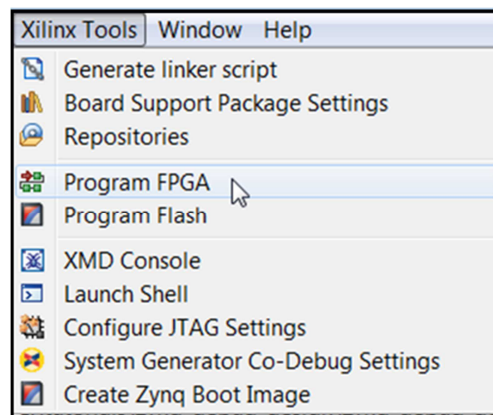 Xilinx Tools Window Help
Generate linker script
Board Support Package Settings
Repositories
Program FPGA
Program Flash
XMD Console
Launch Shell
Configure JTAG Settings
System Generator Co-Debug Settings
Create Zynq Boot Image